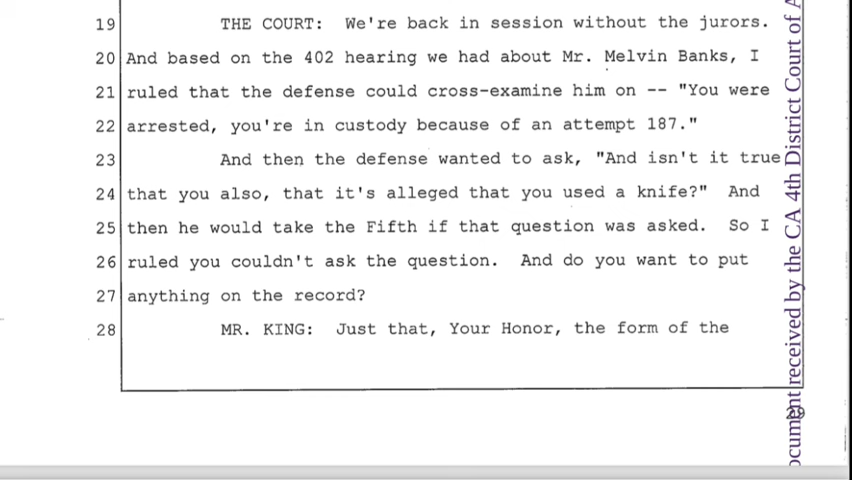 19 THE COURT: We're back in session without the jurors.
20 And based on the 402 hearing we had about Mr. Melvin Banks, I
21 ruled that the defense could cross-examine him on -- "You were
22 arrested, you're in custody because of an attempt 187."
23 And then the defense wanted to ask, "And isn't it true
24 that you also, that it's alleged that you used a knife?" And
25 then he would take the Fifth if that question was asked. So I
26 ruled you couldn't ask the question. And do you want to put
27 anything on the record?
28 MR. KING: Just that, Your Honor, the form of the
29
ocument received by the CA 4th District Court of A